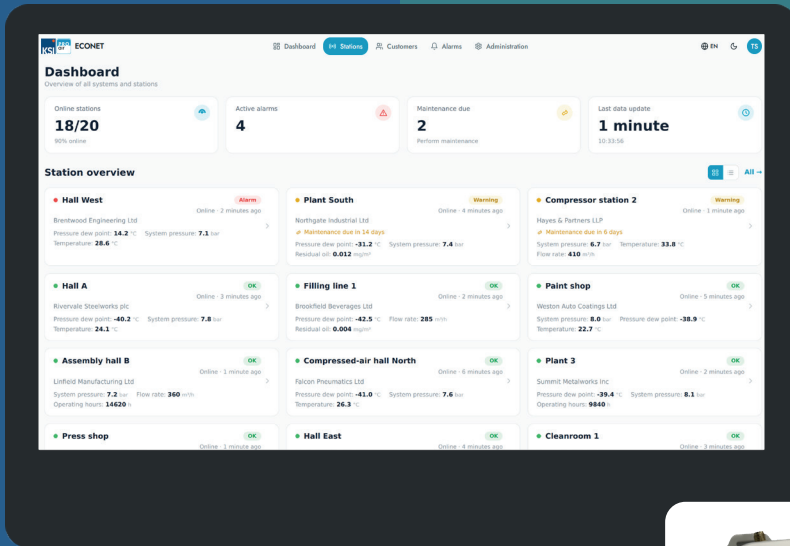 KSI FILTER ECONET
Dashboard Stations Customers Alarms Administration
EN TS
Dashboard
Overview of all systems and stations
Online stations
18/20
90% online
Active alarms
4
Maintenance due
2
Perform maintenance
Last data update
1 minute
10:33:56
Station overview
All →
Hall West Alarm
Online · 2 minutes ago
Brentwood Engineering Ltd
Pressure dew point: 14.2 °C System pressure: 7.1 bar
Temperature: 28.6 °C
Plant South Warning
Online · 4 minutes ago
Northgate Industrial Ltd
Maintenance due in 14 days
Pressure dew point: -31.2 °C System pressure: 7.4 bar
Residual oil: 0.012 mg/m³
Compressor station 2 Warning
Online · 1 minute ago
Hayes & Partners LLP
Maintenance due in 6 days
System pressure: 6.7 bar Temperature: 33.8 °C
Flow rate: 410 m³/h
Hall A OK
Online · 3 minutes ago
Rivervale Steelworks plc
Pressure dew point: -40.2 °C System pressure: 7.8 bar
Temperature: 24.1 °C
Filling line 1 OK
Online · 2 minutes ago
Brookfield Beverages Ltd
Pressure dew point: -42.5 °C Flow rate: 285 m³/h
Residual oil: 0.004 mg/m³
Paint shop OK
Online · 5 minutes ago
Weston Auto Coatings Ltd
System pressure: 8.0 bar Pressure dew point: -38.9 °C
Temperature: 22.7 °C
Assembly hall B OK
Online · 1 minute ago
Linfield Manufacturing Ltd
System pressure: 7.2 bar Flow rate: 360 m³/h
Operating hours: 14620 h
Compressed-air hall North OK
Online · 6 minutes ago
Falcon Pneumatics Ltd
Pressure dew point: -41.0 °C System pressure: 7.6 bar
Temperature: 26.3 °C
Plant 3 OK
Online · 2 minutes ago
Summit Metalworks Inc
Pressure dew point: -39.4 °C System pressure: 8.1 bar
Operating hours: 9840 h
Press shop OK
Online · 1 minute ago
Hall East OK
Online · 4 minutes ago
Cleanroom 1 OK
Online · 3 minutes ago